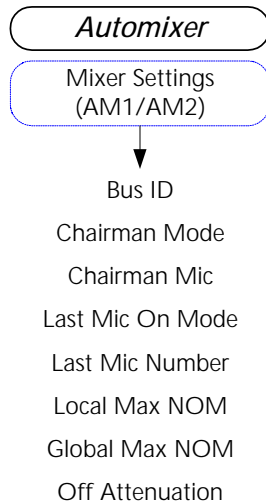 Automixer
Mixer Settings
(AM1/AM2)
Bus ID
Chairman Mode
Chairman Mic
Last Mic On Mode
Last Mic Number
Local Max NOM
Global Max NOM
Off Attenuation